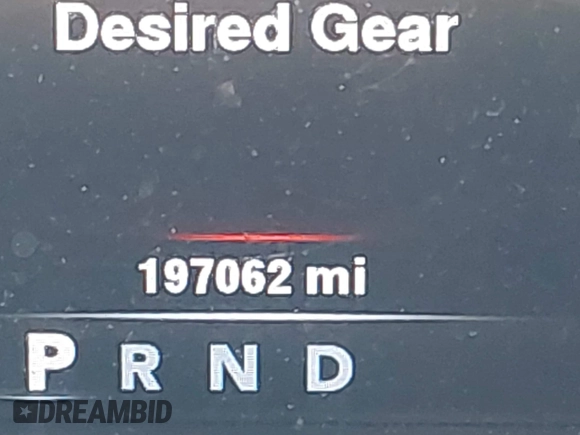 Desired Gear
197062 mi
P R N D
DREAMBID